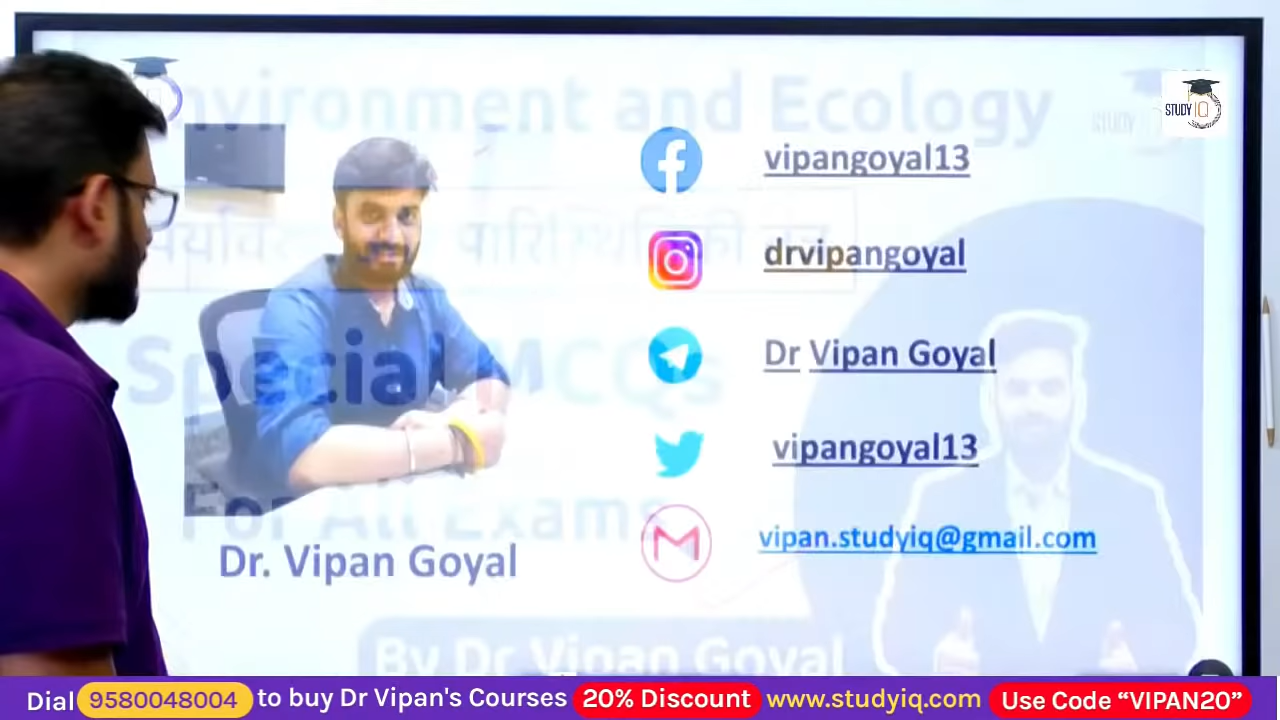 nvironment and Ecology
STUDY IQ
vipangoyal13
drvipangoyal
Special MCQs
Dr Vipan Goyal
vipangoyal13
For All Exams
vipan.studyiq@gmail.com
Dr. Vipan Goyal
By Dr Vipan Goyal
Dial 9580048004 to buy Dr Vipan's Courses 20% Discount www.studyiq.com Use Code “VIPAN20”